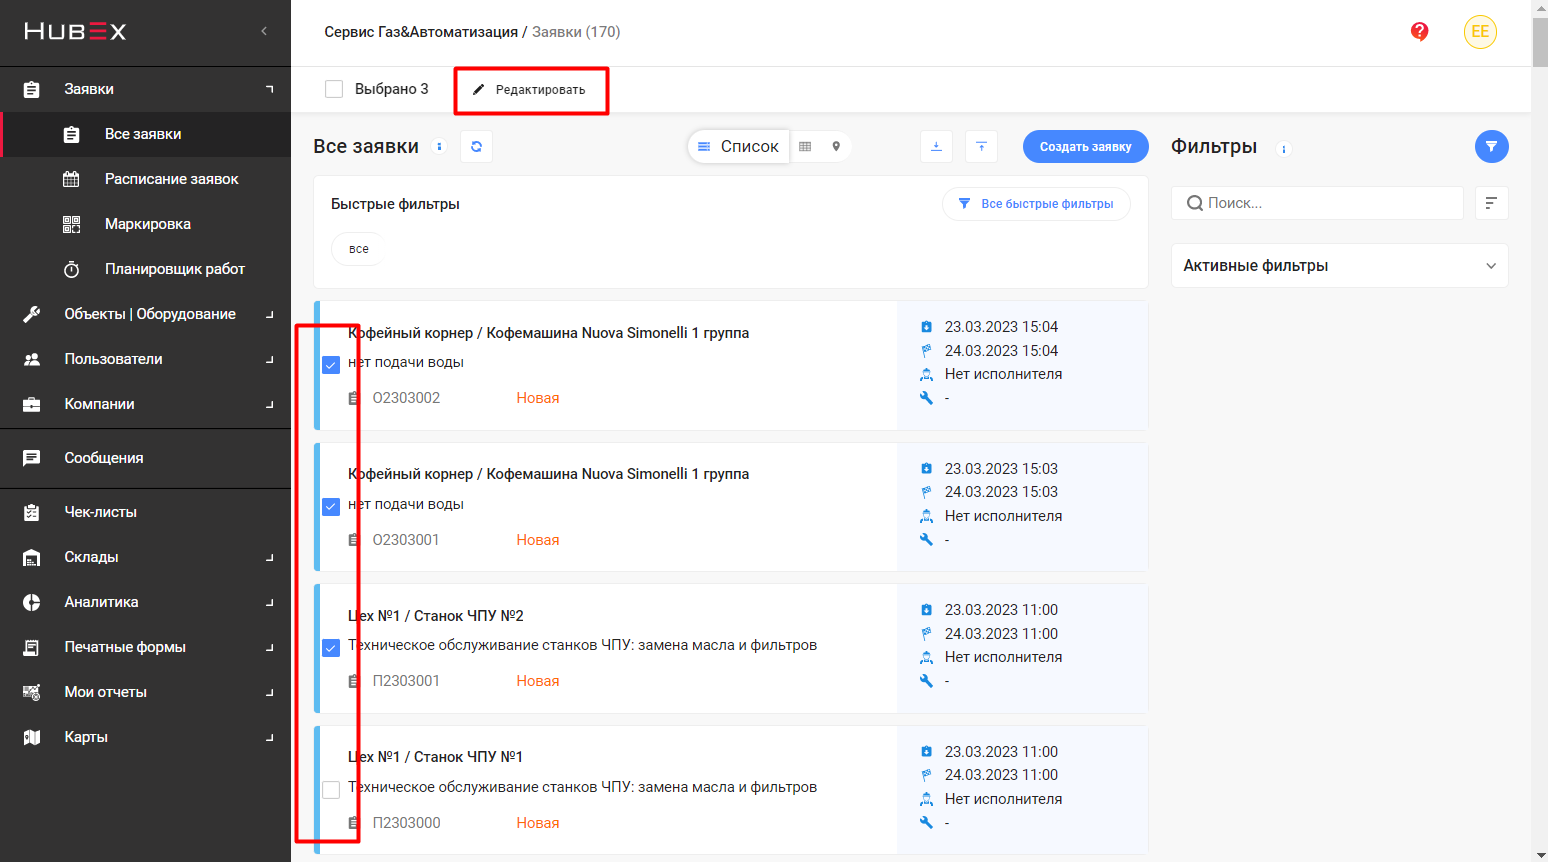 HUBEX
Сервис Газ&Автоматизация / Заявки (170)
EE
Выбрано 3
Редактировать
Заявки
Все заявки
Расписание заявок
Маркировка
Планировщик работ
Объекты | Оборудование
Пользователи
Компании
Сообщения
Чек-листы
Склады
Аналитика
Печатные формы
Мои отчеты
Карты
Все заявки
Список
Создать заявку
Быстрые фильтры
Все быстрые фильтры
все
Кофейный корнер / Кофемашина Nuova Simonelli 1 группа
нет подачи воды
О2303002 Новая
23.03.2023 15:04
24.03.2023 15:04
Нет исполнителя
-
Кофейный корнер / Кофемашина Nuova Simonelli 1 группа
нет подачи воды
О2303001 Новая
23.03.2023 15:03
24.03.2023 15:03
Нет исполнителя
-
Цех №1 / Станок ЧПУ №2
Техническое обслуживание станков ЧПУ: замена масла и фильтров
П2303001 Новая
23.03.2023 11:00
24.03.2023 11:00
Нет исполнителя
-
Цех №1 / Станок ЧПУ №1
Техническое обслуживание станков ЧПУ: замена масла и фильтров
П2303000 Новая
23.03.2023 11:00
24.03.2023 11:00
Нет исполнителя
-
Фильтры
Поиск...
Активные фильтры